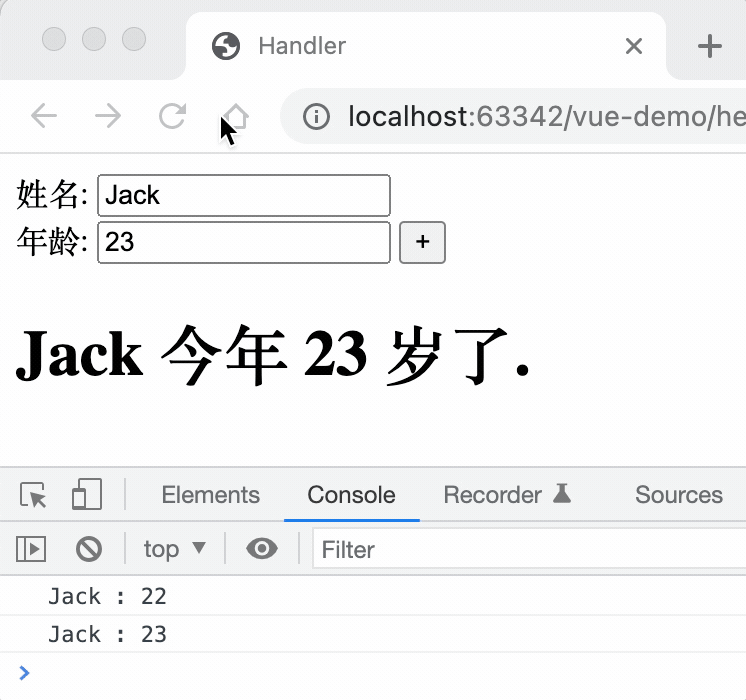 Handler
localhost:63342/vue-demo/he
姓名: Jack
年龄: 23 +
Jack 今年 23 岁了.
Elements Console Recorder Sources
top Filter
Jack : 22
Jack : 23